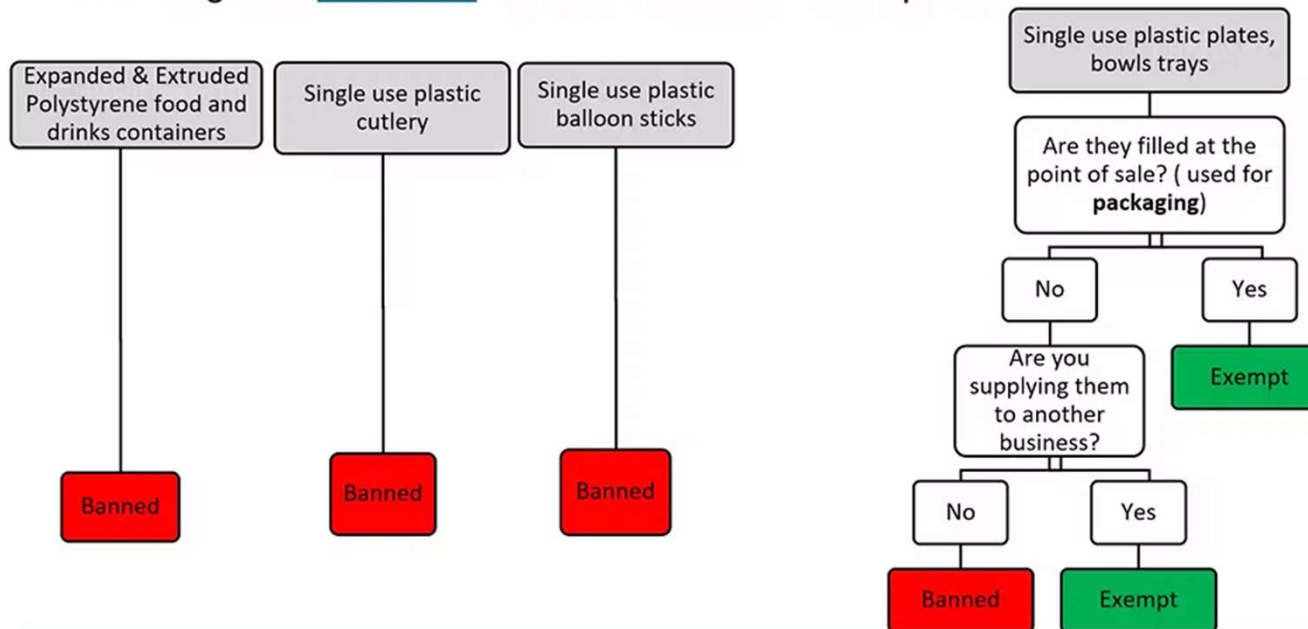 Expanded & Extruded
Polystyrene food and
drinks containers
Single use plastic
cutlery
Single use plastic
balloon sticks
Banned
Banned
Banned
Single use plastic plates,
bowls trays
Are they filled at the
point of sale? ( used for
packaging)
No
Yes
Exempt
Are you
supplying them
to another
business?
No
Yes
Banned
Exempt